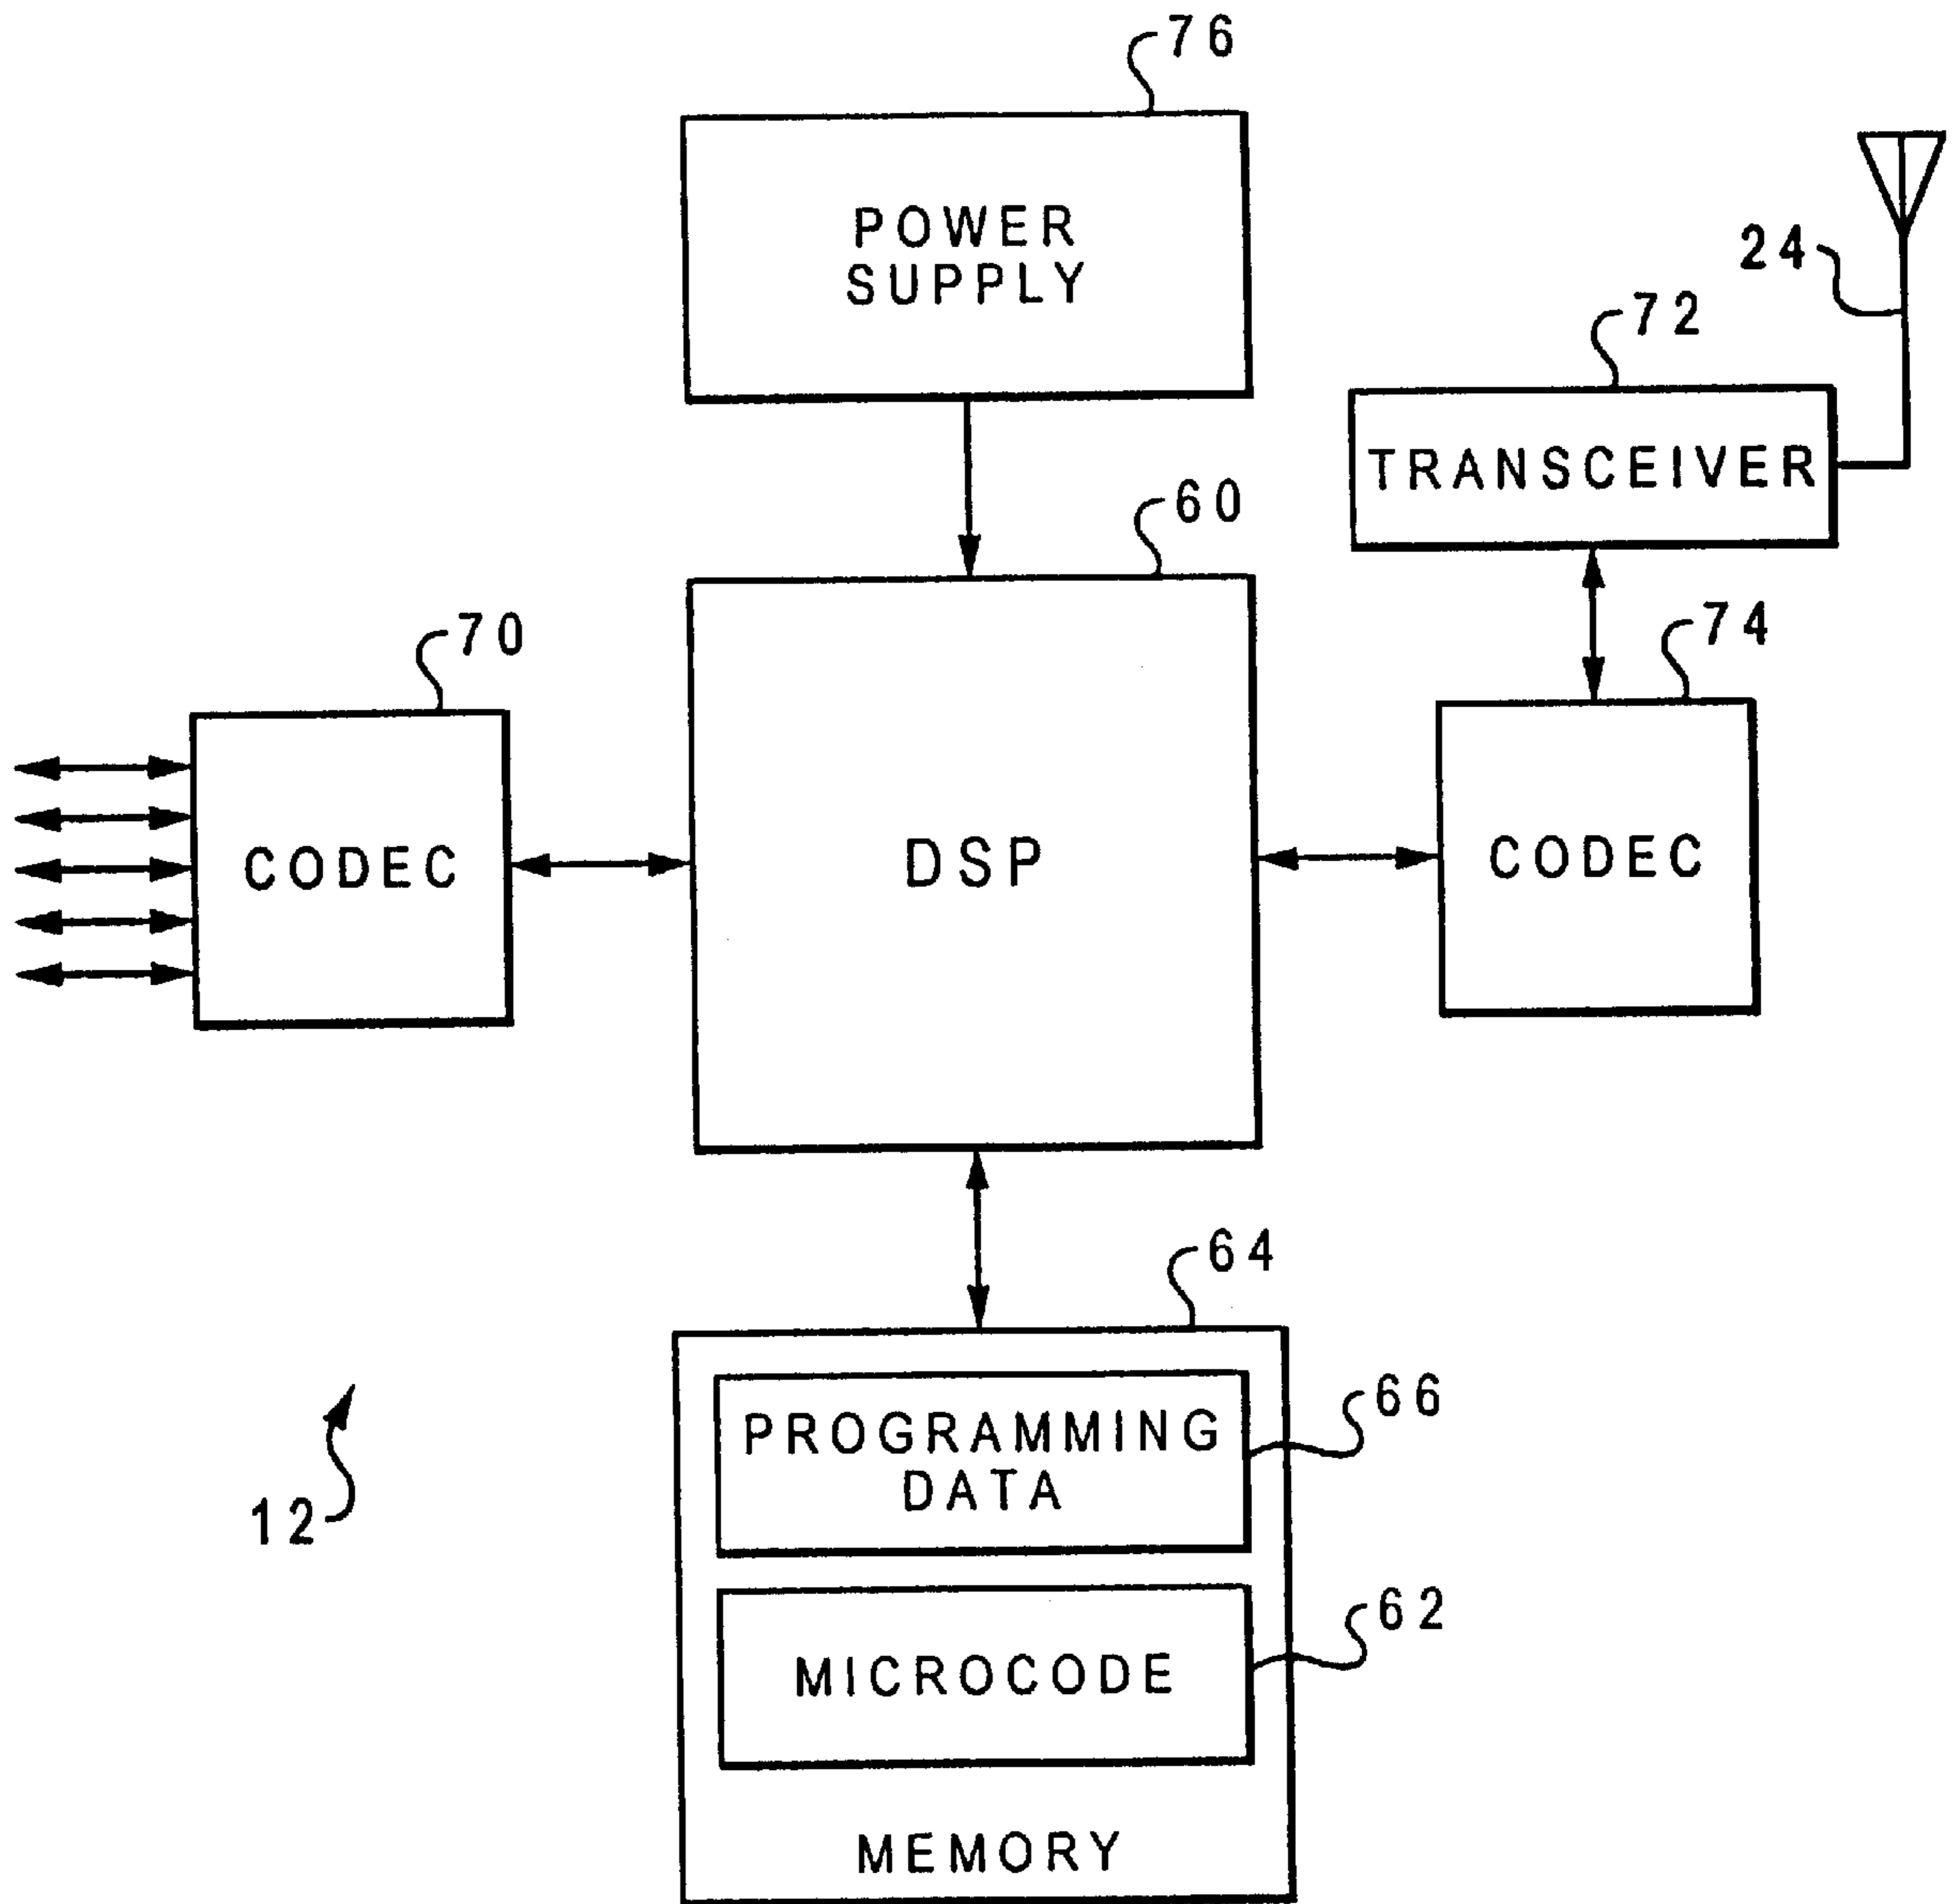 76
POWER
SUPPLY
24
72
TRANSCEIVER
60
70
74
CODEC
DSP
CODEC
64
PROGRAMMING
DATA
66
12
MICROCODE
62
MEMORY